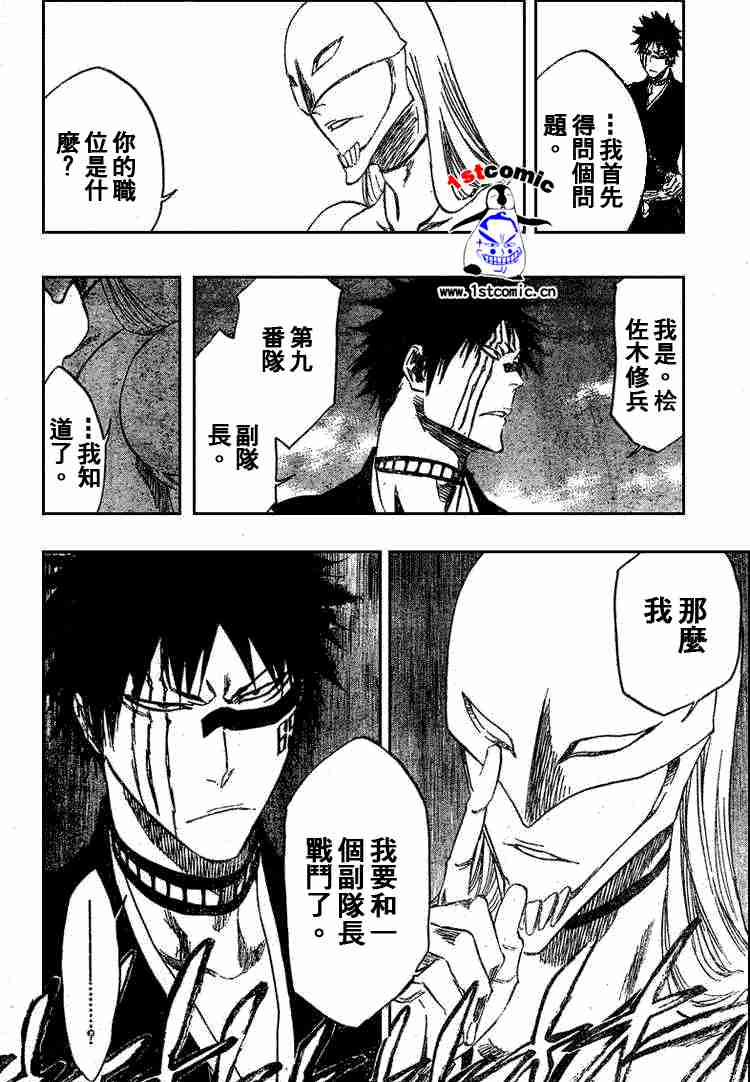 …我首先
得問個問
題。
你的職
位是什
麼？
1stcomic
www.1stcomic.cn
我是。桧
佐木修兵
第九
番隊
副隊
長。
…我知
道了。
那麼
我
我要和一
個副隊長
戰鬥了。
…………?
69